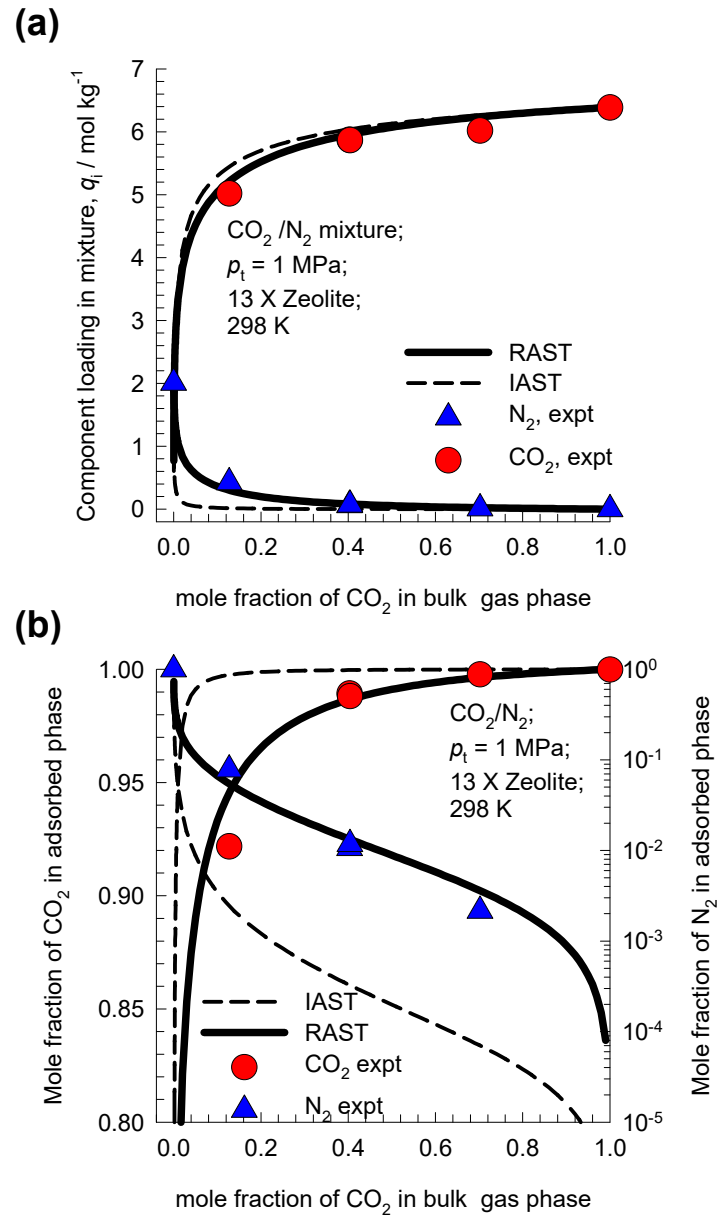 (a)
Component loading in mixture, qᵢ / mol kg⁻¹
7
6
5
4
3
2
1
0
CO₂ /N₂ mixture;
pₜ = 1 MPa;
13 X Zeolite;
298 K
RAST
IAST
N₂, expt
CO₂, expt
0.0 0.2 0.4 0.6 0.8 1.0
mole fraction of CO₂ in bulk gas phase
(b)
Mole fraction of CO₂ in adsorbed phase
1.00
0.95
0.90
0.85
0.80
CO₂/N₂;
pₜ = 1 MPa;
13 X Zeolite;
298 K
IAST
RAST
CO₂ expt
N₂ expt
10⁰
10⁻¹
10⁻²
10⁻³
10⁻⁴
10⁻⁵
Mole fraction of N₂ in adsorbed phase
0.0 0.2 0.4 0.6 0.8 1.0
mole fraction of CO₂ in bulk gas phase